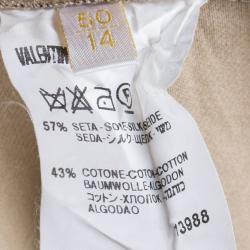 50
14
VALENTIN
57% SETA-SOIE-SILK-SEIDE
SEDA-シルク-ШЕЛК-משי
43% COTONE-COTON-COTTON
BAUMWOLLE-ALGODON
コットン-ХЛОПОК-כותנה
ALGODAO
13988